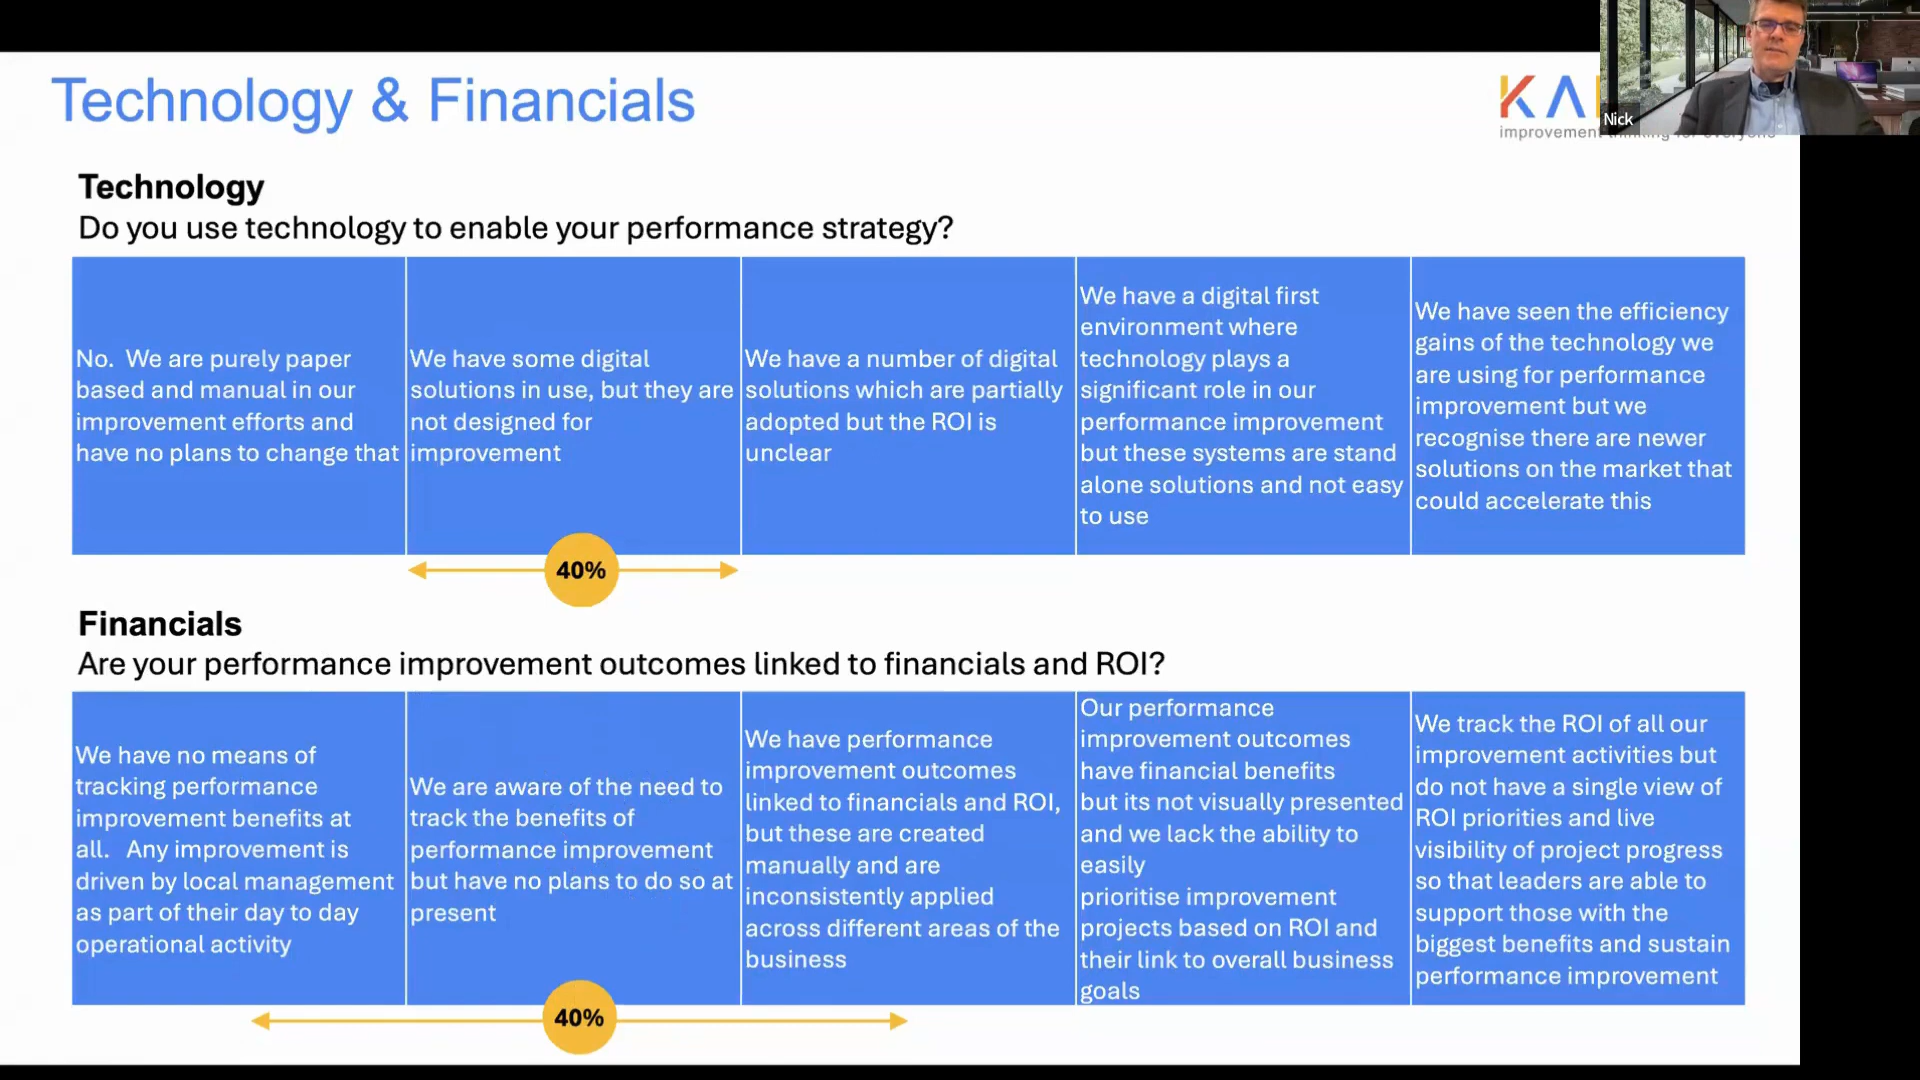 Technology & Financials
KA
improvement
Nick
Technology
Do you use technology to enable your performance strategy?
No.  We are purely paper
based and manual in our
improvement efforts and
have no plans to change that
We have some digital
solutions in use, but they are
not designed for
improvement
We have a number of digital
solutions which are partially
adopted but the ROI is
unclear
We have a digital first
environment where
technology plays a
significant role in our
performance improvement
but these systems are stand
alone solutions and not easy
to use
We have seen the efficiency
gains of the technology we
are using for performance
improvement but we
recognise there are newer
solutions on the market that
could accelerate this
40%
Financials
Are your performance improvement outcomes linked to financials and ROI?
We have no means of
tracking performance
improvement benefits at
all.   Any improvement is
driven by local management
as part of their day to day
operational activity
We are aware of the need to
track the benefits of
performance improvement
but have no plans to do so at
present
We have performance
improvement outcomes
linked to financials and ROI,
but these are created
manually and are
inconsistently applied
across different areas of the
business
Our performance
improvement outcomes
have financial benefits
but its not visually presented
and we lack the ability to
easily
prioritise improvement
projects based on ROI and
their link to overall business
goals
We track the ROI of all our
improvement activities but
do not have a single view of
ROI priorities and live
visibility of project progress
so that leaders are able to
support those with the
biggest benefits and sustain
performance improvement
40%